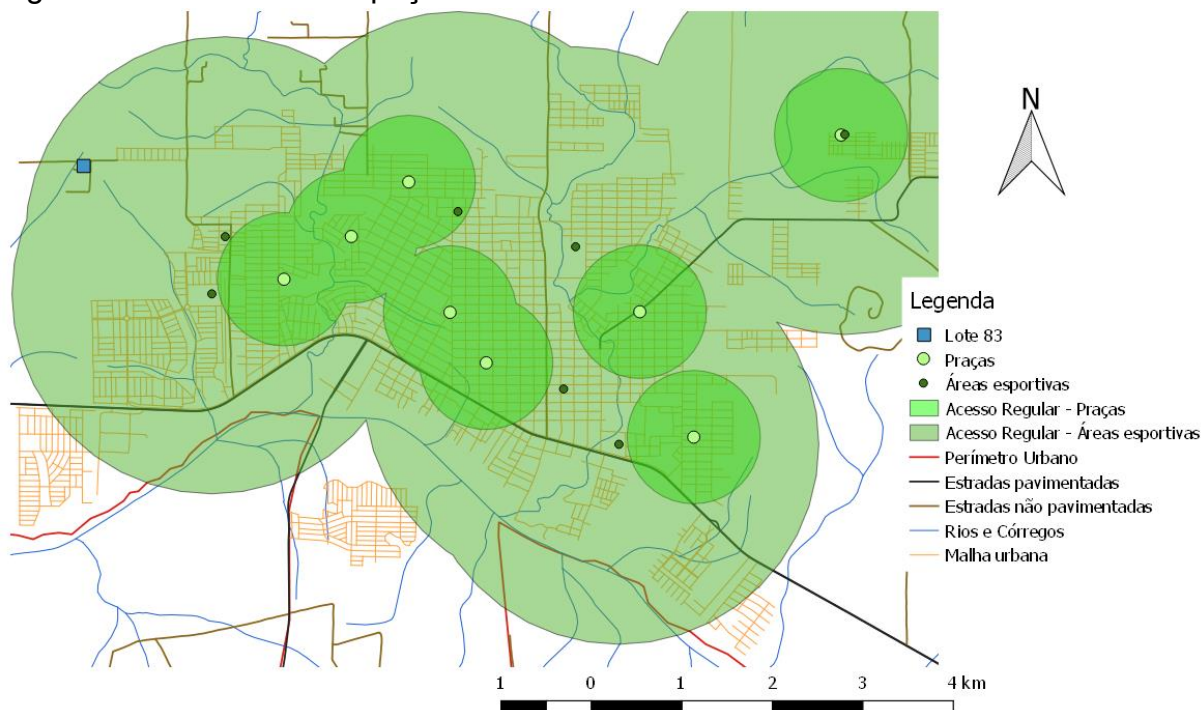 N
Legenda
Lote 83
Praças
Áreas esportivas
Acesso Regular - Praças
Acesso Regular - Áreas esportivas
Perímetro Urbano
Estradas pavimentadas
Estradas não pavimentadas
Rios e Córregos
Malha urbana
1 0 1 2 3 4 km